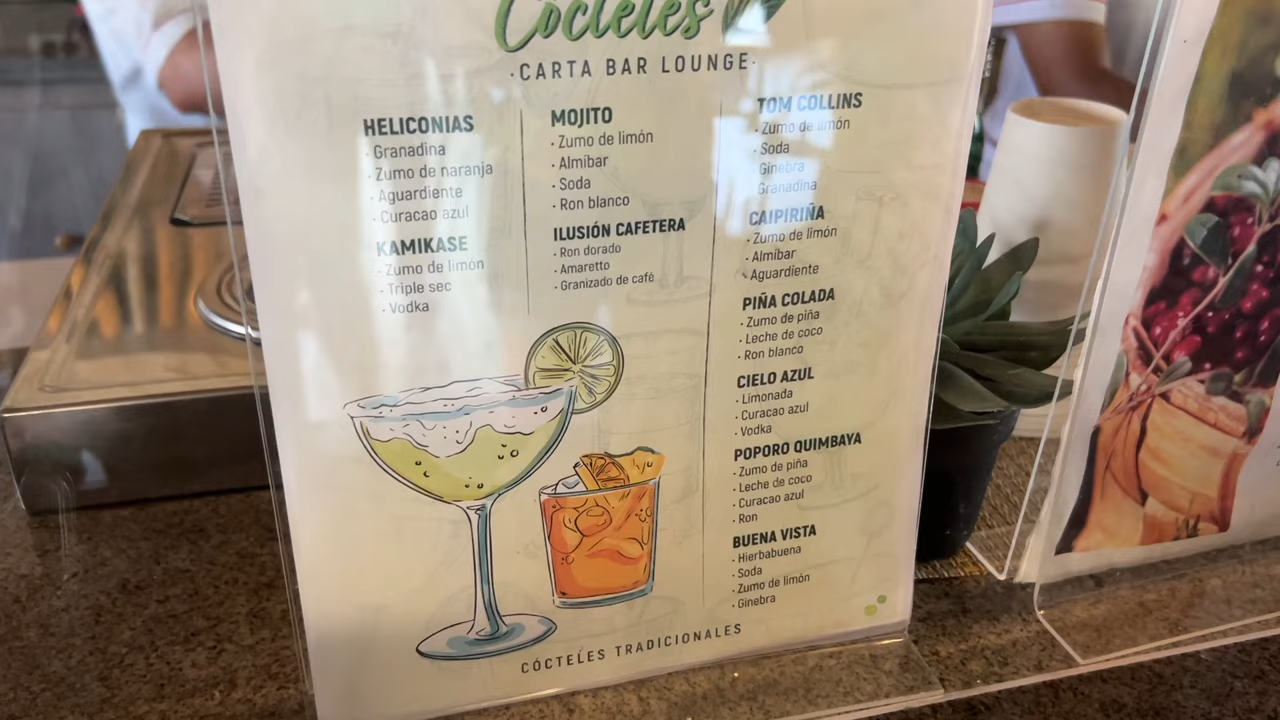 Cócteles
·CARTA BAR LOUNGE·
HELICONIAS
· Granadina
· Zumo de naranja
· Aguardiente
· Curacao azul
KAMIKASE
· Zumo de limón
· Triple sec
· Vodka
MOJITO
· Zumo de limón
· Almíbar
· Soda
· Ron blanco
ILUSIÓN CAFETERA
· Ron dorado
· Amaretto
· Granizado de café
TOM COLLINS
· Zumo de limón
· Soda
· Ginebra
· Granadina
CAIPIRIÑA
· Zumo de limón
· Almíbar
· Aguardiente
PIÑA COLADA
· Zumo de piña
· Leche de coco
· Ron blanco
CIELO AZUL
· Limonada
· Curacao azul
· Vodka
POPORO QUIMBAYA
· Zumo de piña
· Leche de coco
· Curacao azul
· Ron
BUENA VISTA
· Hierbabuena
· Soda
· Zumo de limón
· Ginebra
CÓCTELES TRADICIONALES